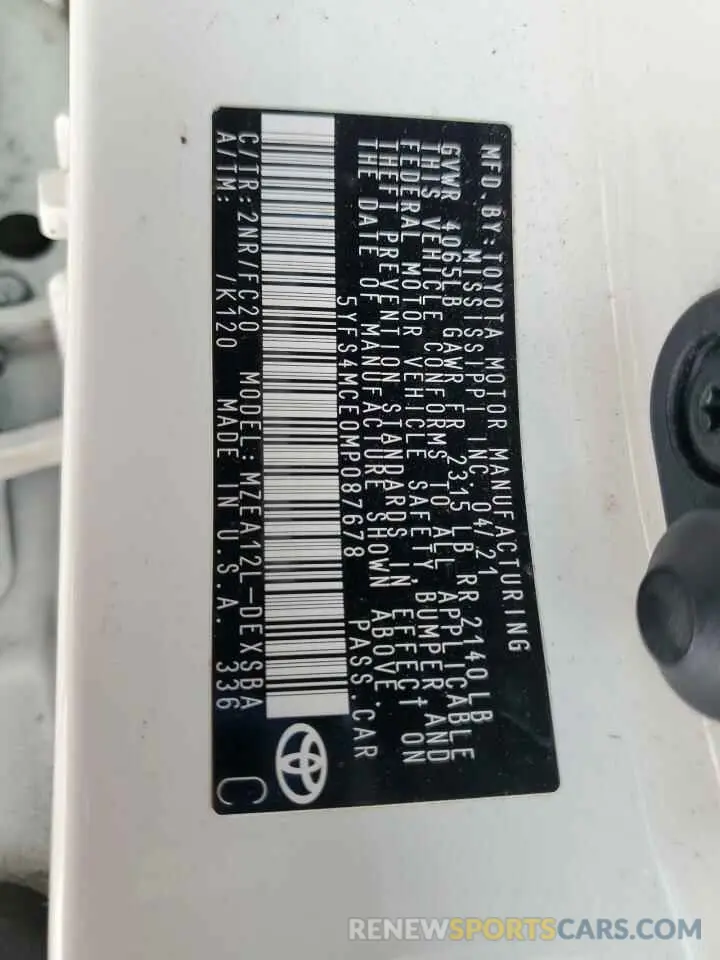 MFD. BY: TOYOTA MOTOR MANUFACTURING
MISSISSIPPI INC. 04/21
GVWR 4065LB GAWR FR 2315 LB RR 2140LB
THIS VEHICLE CONFORMS TO ALL APPLICABLE
FEDERAL MOTOR VEHICLE SAFETY, BUMPER, AND
THEFT PREVENTION STANDARDS IN EFFECT ON
THE DATE OF MANUFACTURE SHOWN ABOVE.
5YFS4MCE0MP087678 PASS.CAR
C/TR: 2NR/FC20 MODEL: MZEA12L-DEXSBA
A/TM: /K120 MADE IN U.S.A. 336
C
RENEWSPORTSCARS.COM